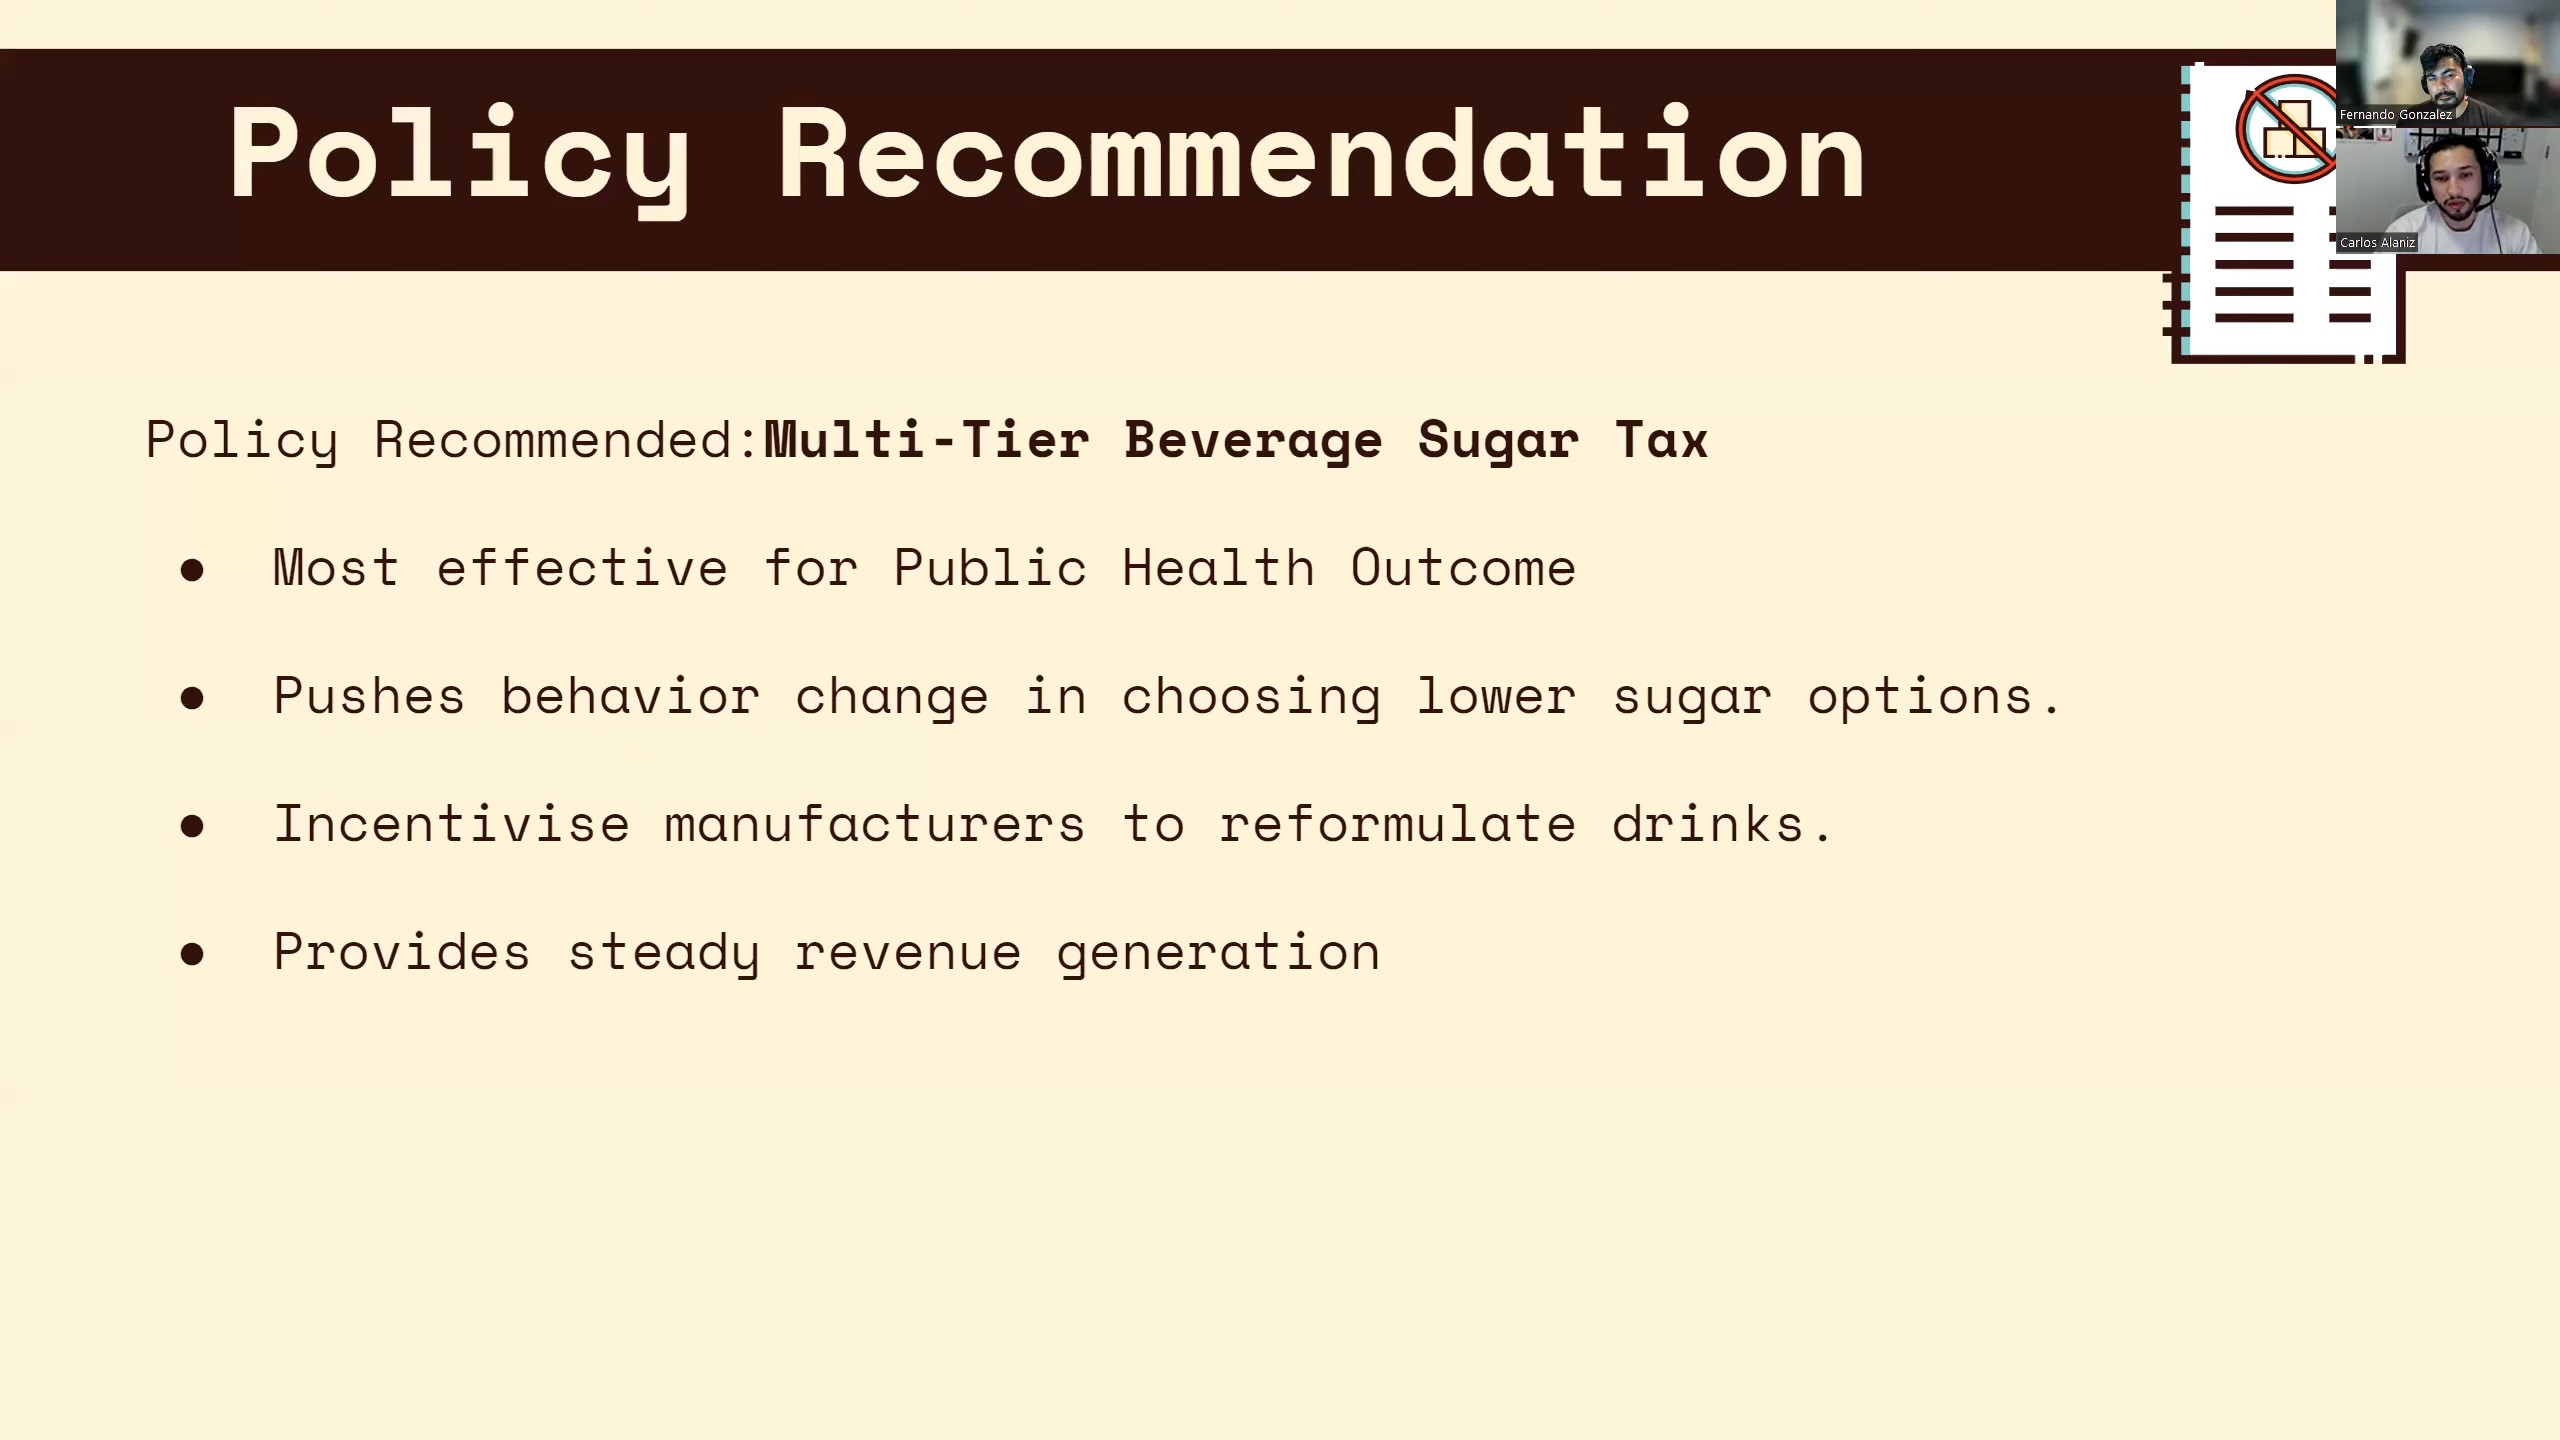 Policy Recommendation
Fernando Gonzalez
Carlos Alaniz
Policy Recommended:Multi-Tier Beverage Sugar Tax
● Most effective for Public Health Outcome
● Pushes behavior change in choosing lower sugar options.
● Incentivise manufacturers to reformulate drinks.
● Provides steady revenue generation